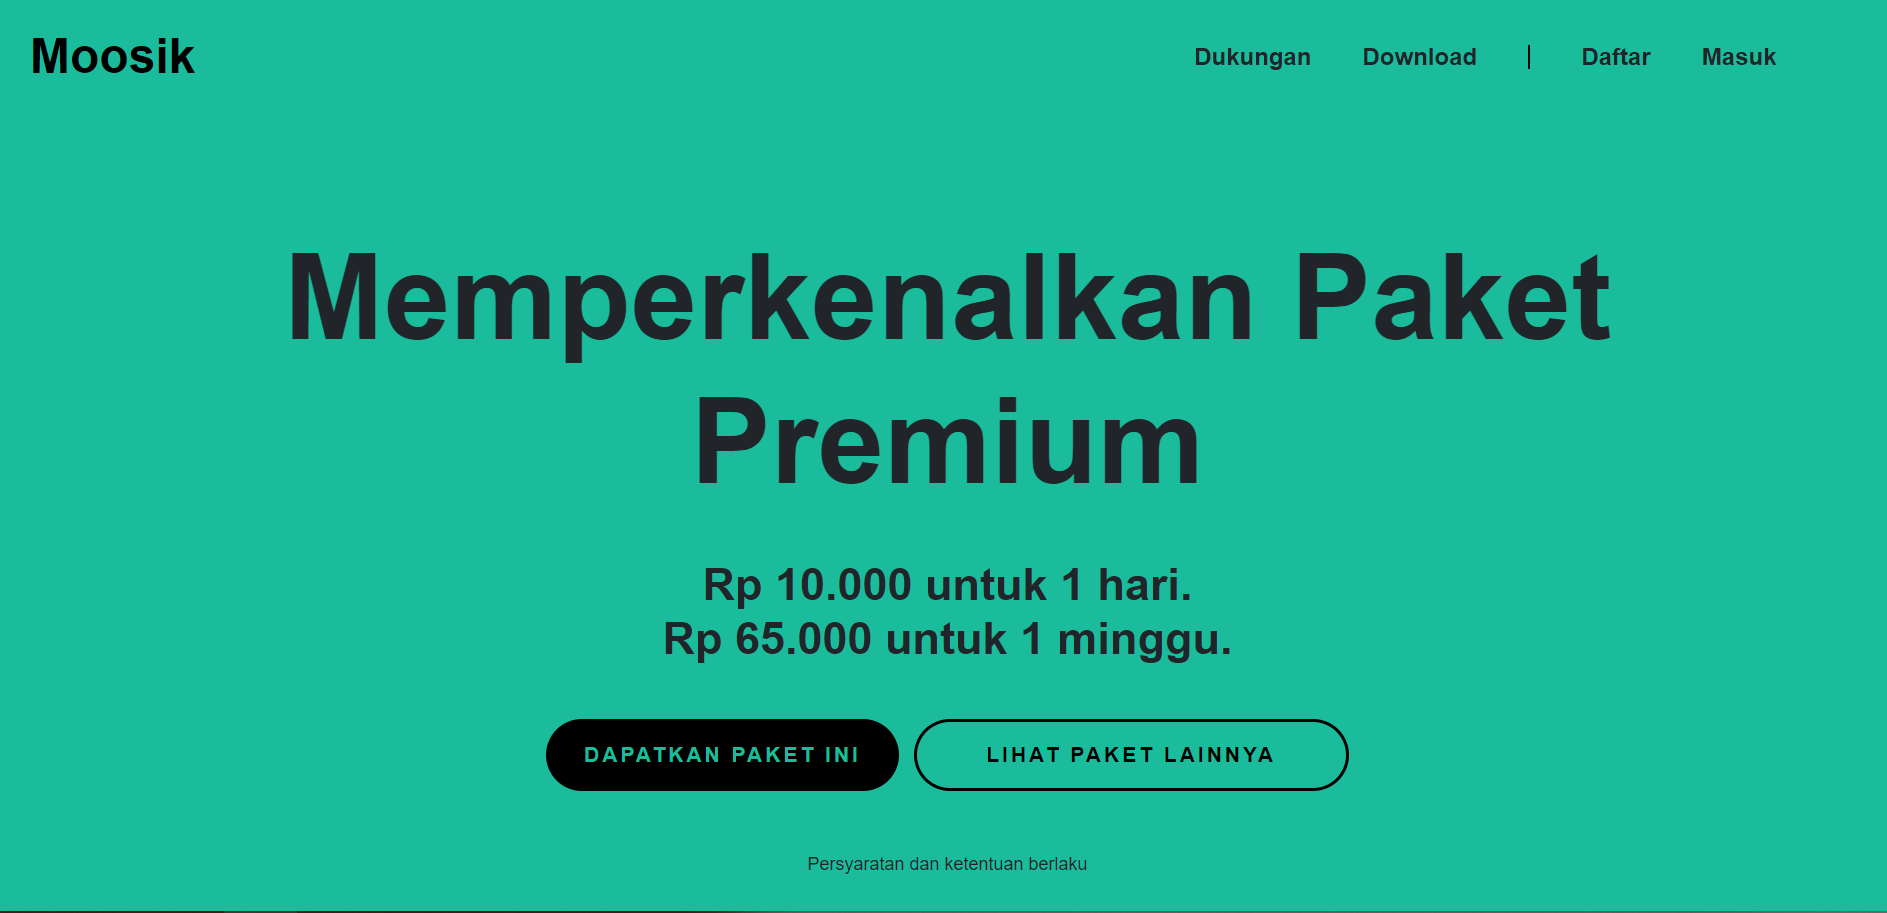 Moosik
Dukungan Download | Daftar Masuk
Memperkenalkan Paket
Premium
Rp 10.000 untuk 1 hari.
Rp 65.000 untuk 1 minggu.
DAPATKAN PAKET INI
LIHAT PAKET LAINNYA
Persyaratan dan ketentuan berlaku